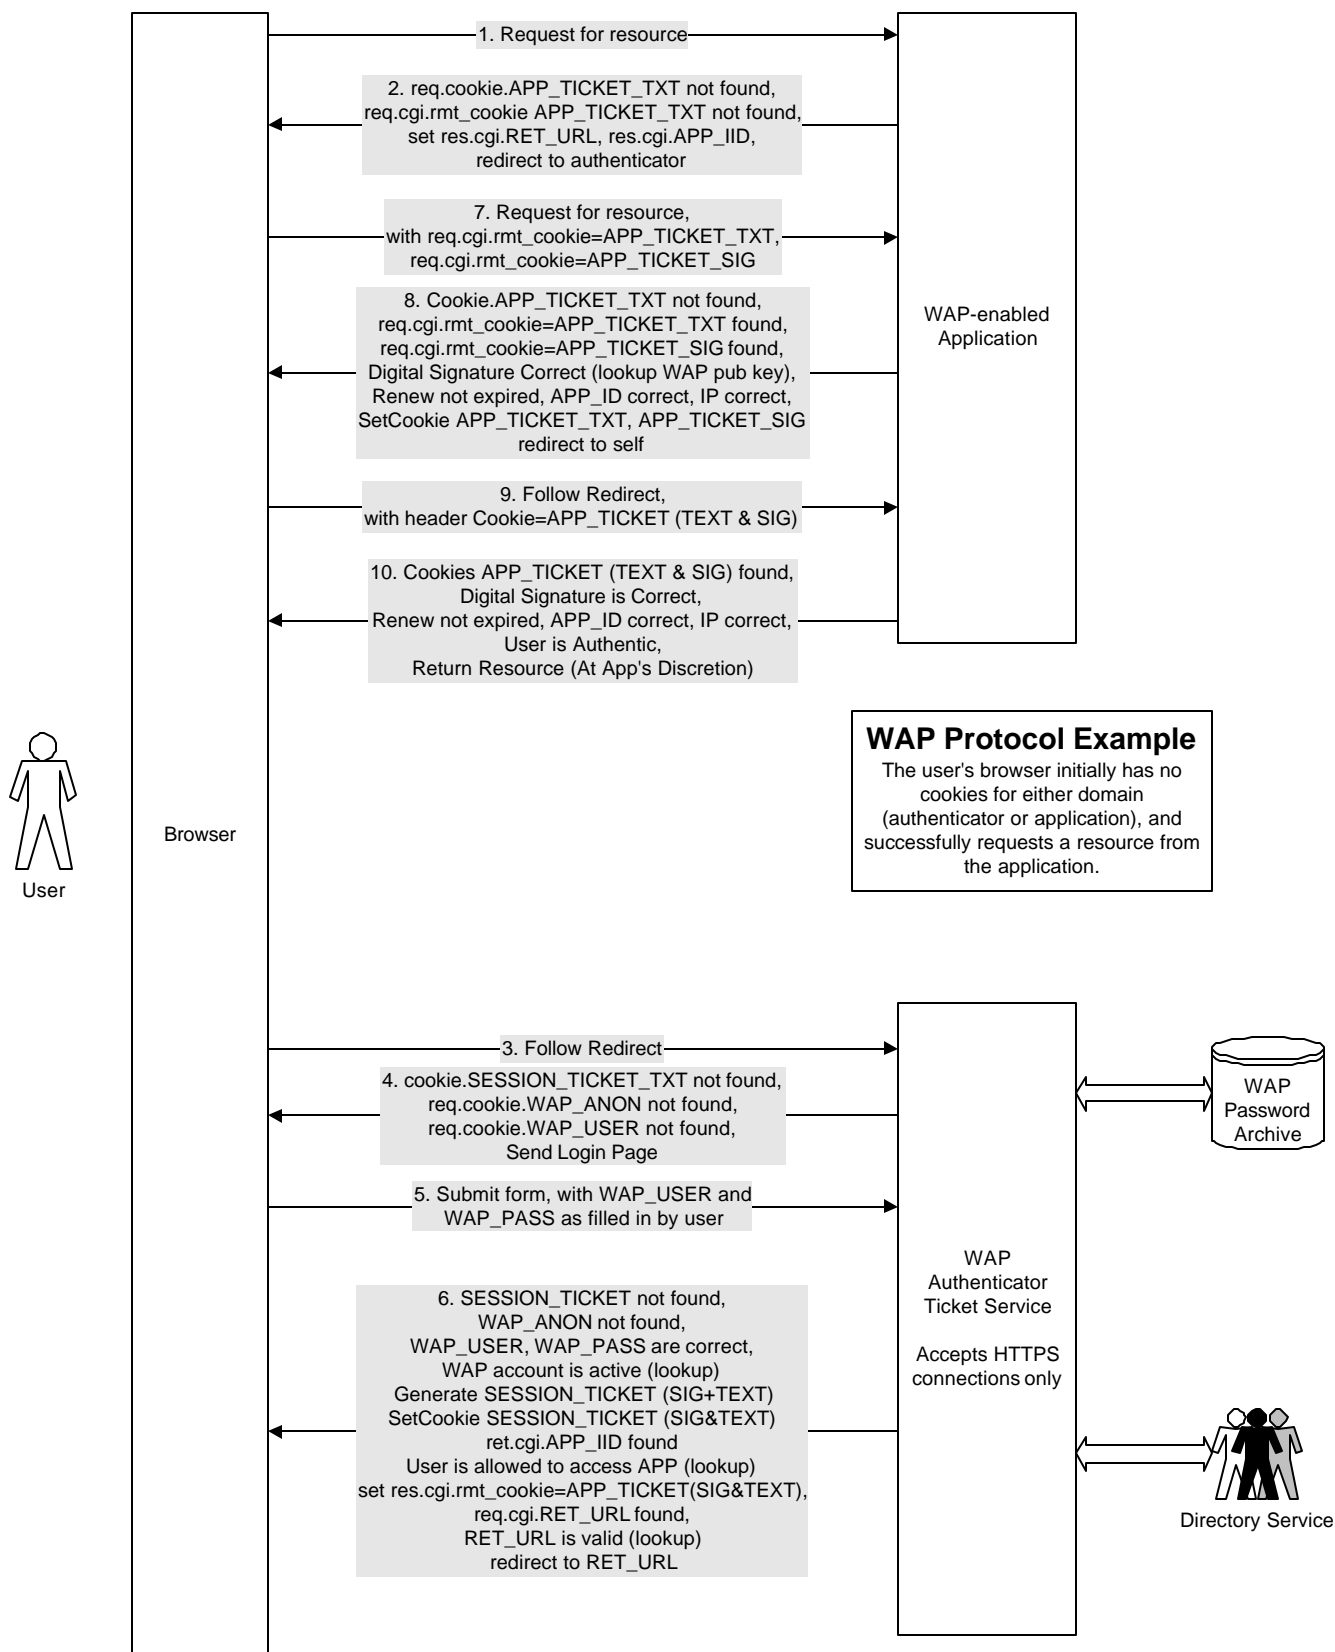 1. Request for resource
2. req.cookie.APP_TICKET_TXT not found,
req.cgi.rmt_cookie APP_TICKET_TXT not found,
set res.cgi.RET_URL, res.cgi.APP_IID,
redirect to authenticator
7. Request for resource,
with req.cgi.rmt_cookie=APP_TICKET_TXT,
req.cgi.rmt_cookie=APP_TICKET_SIG
8. Cookie.APP_TICKET_TXT not found,
req.cgi.rmt_cookie=APP_TICKET_TXT found,
req.cgi.rmt_cookie=APP_TICKET_SIG found,
Digital Signature Correct (lookup WAP pub key),
Renew not expired, APP_ID correct, IP correct,
SetCookie APP_TICKET_TXT, APP_TICKET_SIG
redirect to self
WAP-enabled
Application
9. Follow Redirect,
with header Cookie=APP_TICKET (TEXT & SIG)
10. Cookies APP_TICKET (TEXT & SIG) found,
Digital Signature is Correct,
Renew not expired, APP_ID correct, IP correct,
User is Authentic,
Return Resource (At App's Discretion)
WAP Protocol Example
The user's browser initially has no
cookies for either domain
(authenticator or application), and
successfully requests a resource from
the application.
Browser
User
3. Follow Redirect
4. cookie.SESSION_TICKET_TXT not found,
req.cookie.WAP_ANON not found,
req.cookie.WAP_USER not found,
Send Login Page
WAP
Password
Archive
5. Submit form, with WAP_USER and
WAP_PASS as filled in by user
WAP
Authenticator
Ticket Service
Accepts HTTPS
connections only
6. SESSION_TICKET not found,
WAP_ANON not found,
WAP_USER, WAP_PASS are correct,
WAP account is active (lookup)
Generate SESSION_TICKET (SIG+TEXT)
SetCookie SESSION_TICKET (SIG&TEXT)
ret.cgi.APP_IID found
User is allowed to access APP (lookup)
set res.cgi.rmt_cookie=APP_TICKET(SIG&TEXT),
req.cgi.RET_URL found,
RET_URL is valid (lookup)
redirect to RET_URL
Directory Service